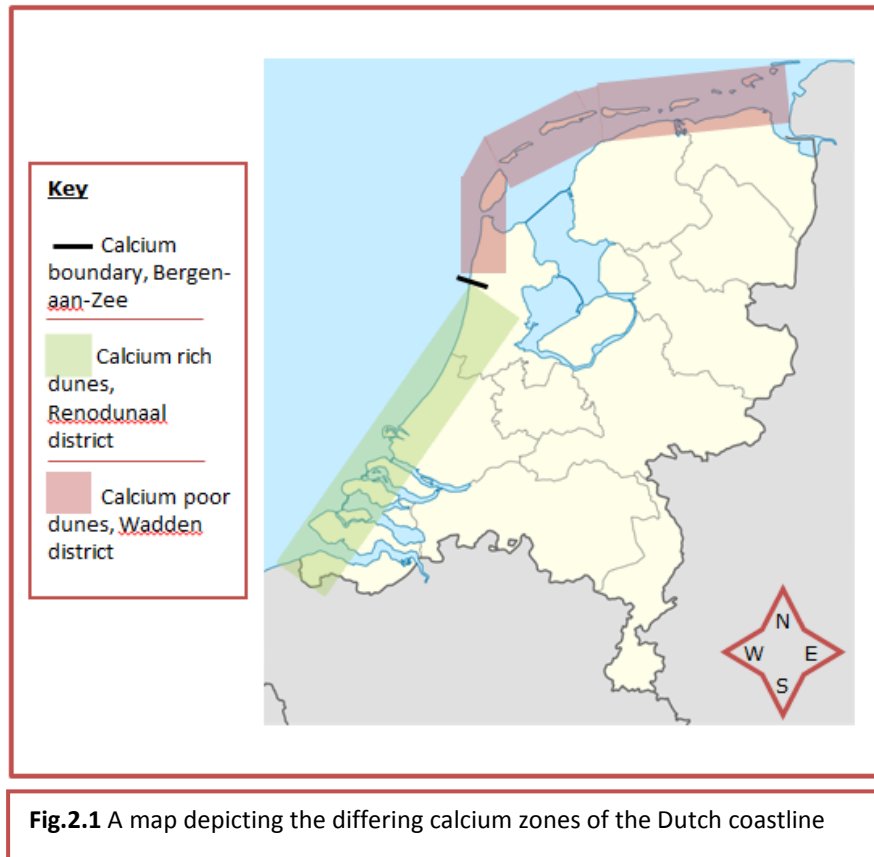 Key
Calcium
boundary, Bergen-
aan-Zee
Calcium rich
dunes,
Renodunaal
district
Calcium poor
dunes, Wadden
district
N
W E
S
Fig.2.1 A map depicting the differing calcium zones of the Dutch coastline